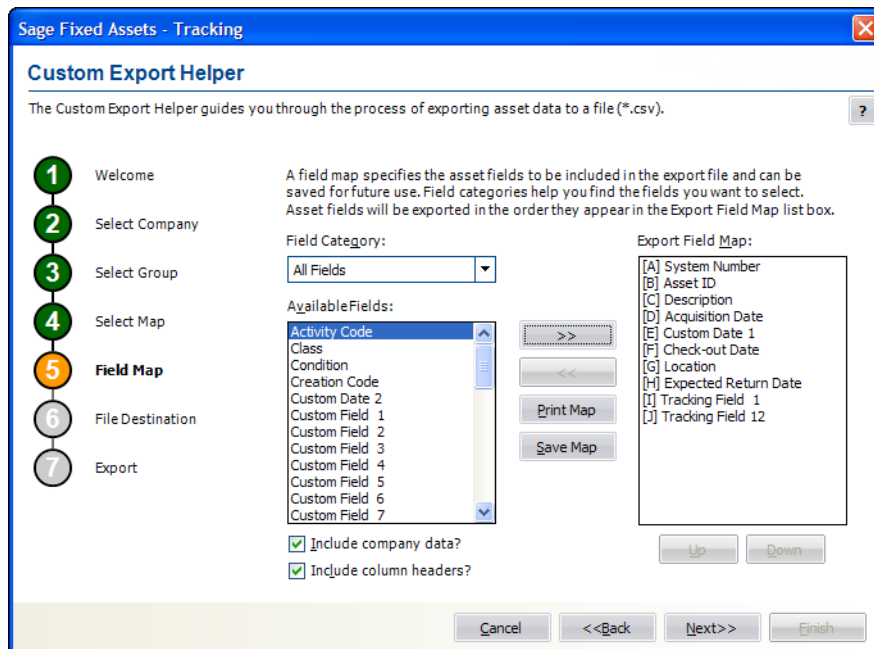 Sage Fixed Assets - Tracking
Custom Export Helper
The Custom Export Helper guides you through the process of exporting asset data to a file (*.csv).
?
1 Welcome
2 Select Company
3 Select Group
4 Select Map
5 Field Map
6 File Destination
7 Export
A field map specifies the asset fields to be included in the export file and can be
saved for future use. Field categories help you find the fields you want to select.
Asset fields will be exported in the order they appear in the Export Field Map list box.
Field Category:
All Fields
Available Fields:
Activity Code
Class
Condition
Creation Code
Custom Date 2
Custom Field 1
Custom Field 2
Custom Field 3
Custom Field 4
Custom Field 5
Custom Field 6
Custom Field 7
>>
<<
Print Map
Save Map
Export Field Map:
[A] System Number
[B] Asset ID
[C] Description
[D] Acquisition Date
[E] Custom Date 1
[F] Check-out Date
[G] Location
[H] Expected Return Date
[I] Tracking Field 1
[J] Tracking Field 12
Up
Down
Include company data?
Include column headers?
Cancel
<<Back
Next>>
Finish